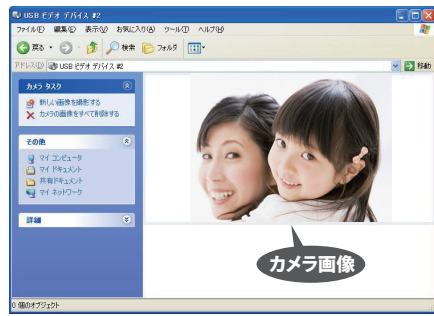 USB ビデオ デバイス #2
ファイル(F) 編集(E) 表示(V) お気に入り(A) ツール(T) ヘルプ(H)
戻る 検索 フォルダ
アドレス(D) USB ビデオ デバイス #2 移動
カメラ タスク
新しい画像を撮影する
カメラの画像をすべて削除する
その他
マイ コンピュータ
マイ ドキュメント
共有ドキュメント
マイ ネットワーク
詳細
カメラ画像
0 個のオブジェクト